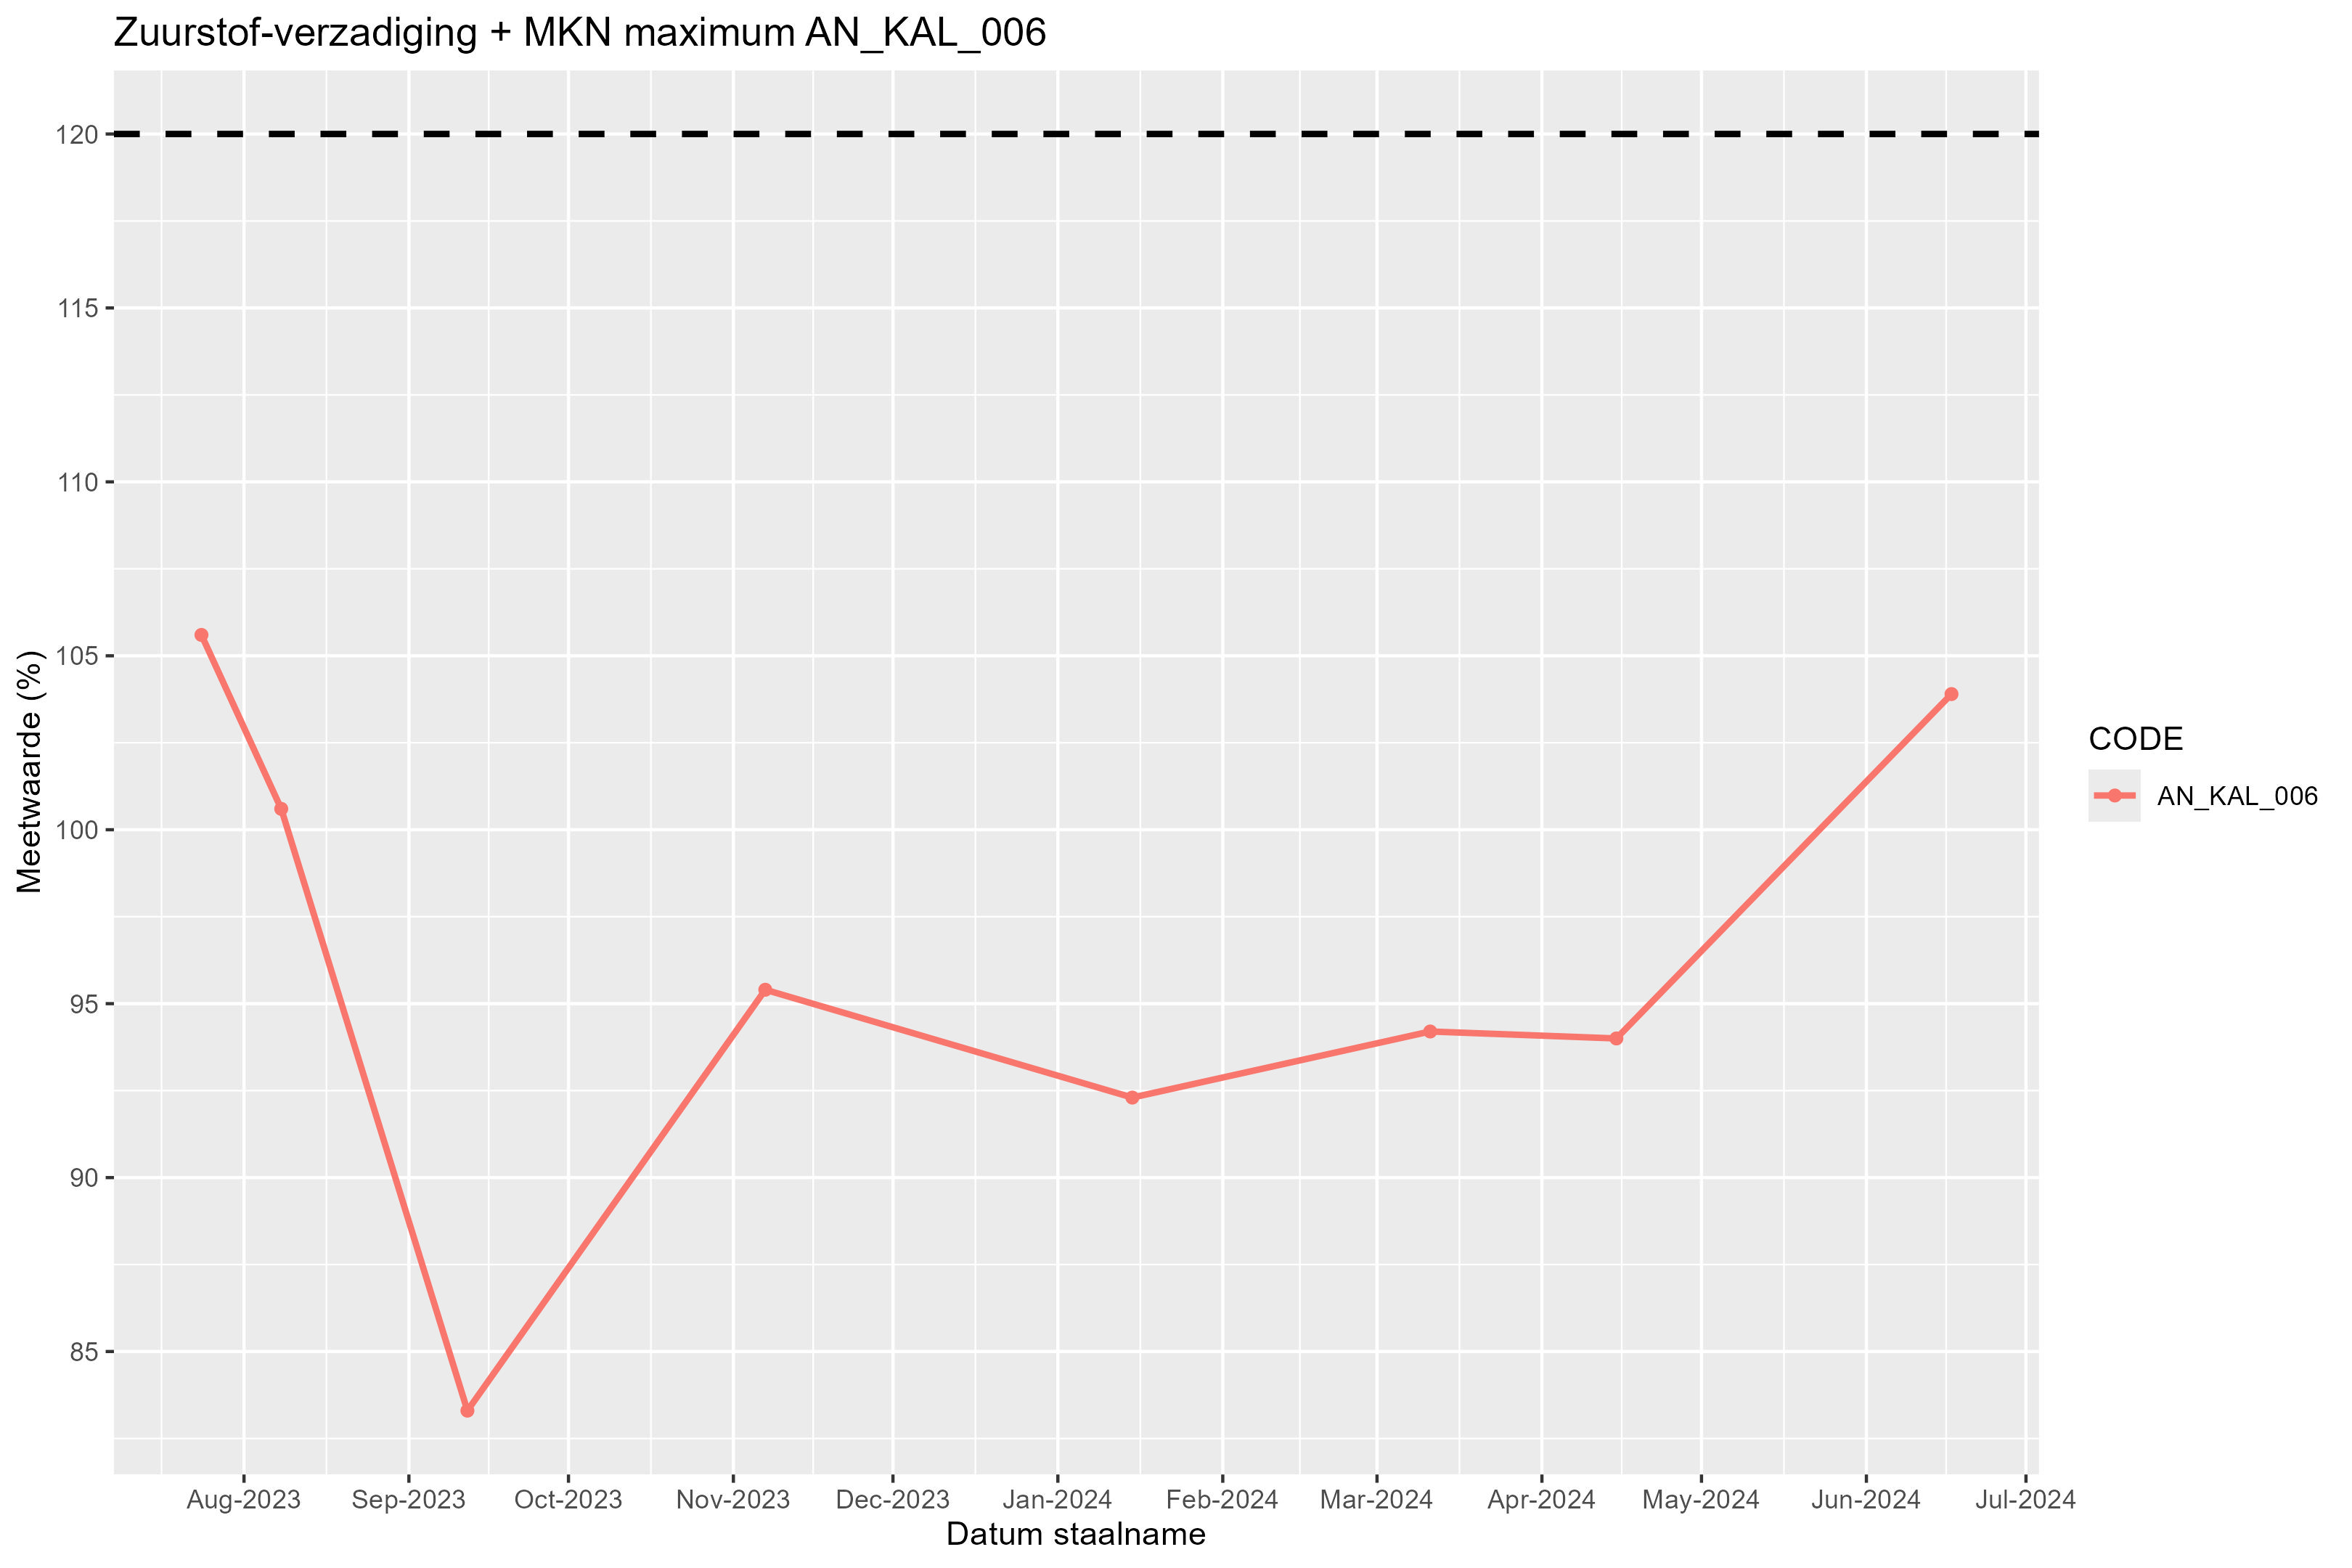 Zuurstof-verzadiging + MKN maximum AN_KAL_006
Meetwaarde (%)
120
115
110
105
100
95
90
85
Aug-2023 Sep-2023 Oct-2023 Nov-2023 Dec-2023 Jan-2024 Feb-2024 Mar-2024 Apr-2024 May-2024 Jun-2024 Jul-2024
Datum staalname
CODE
AN_KAL_006